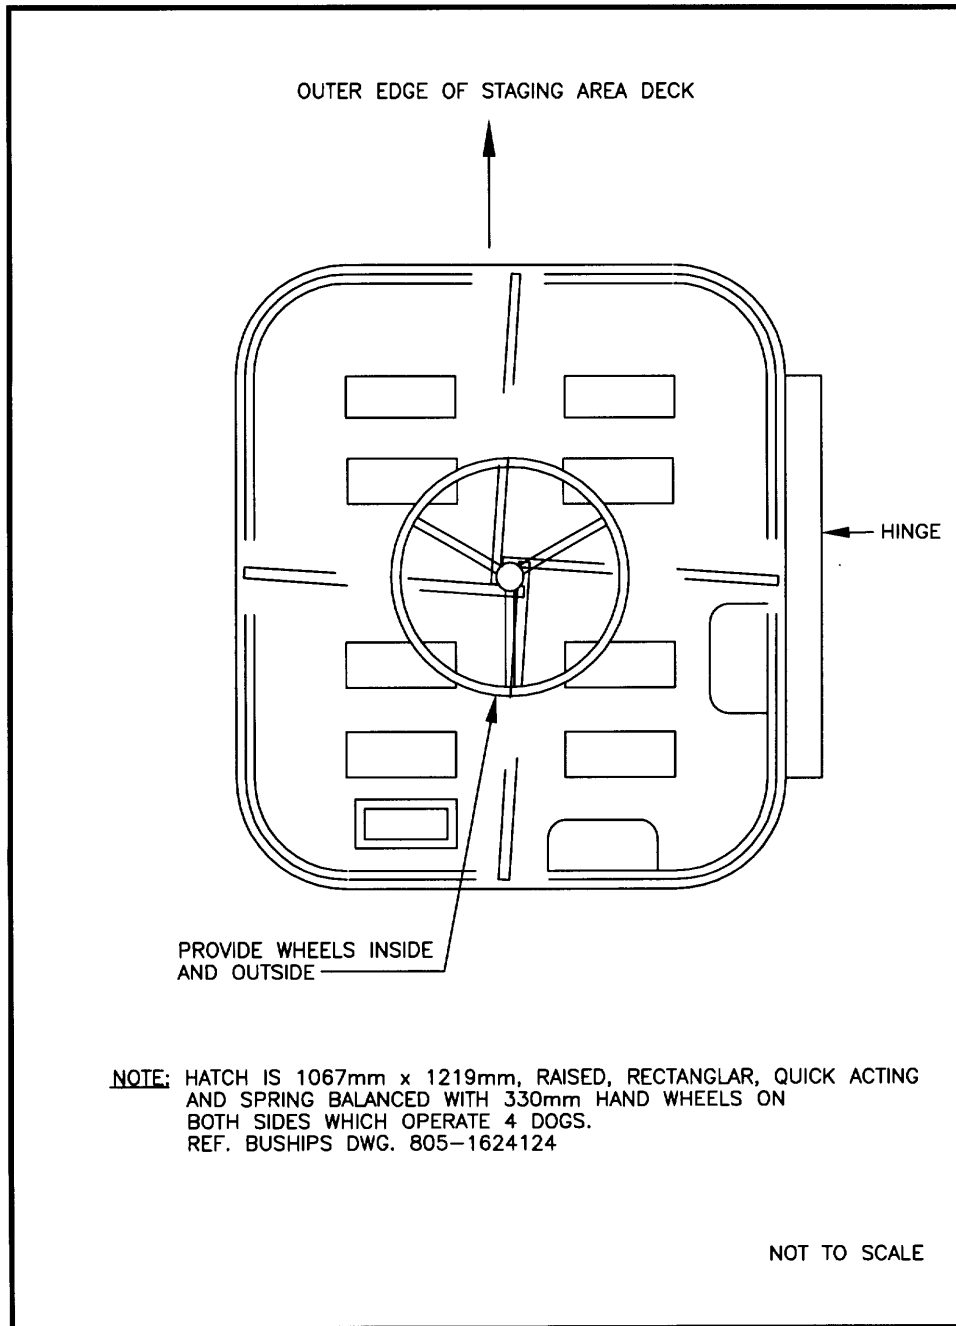 OUTER EDGE OF STAGING AREA DECK
HINGE
PROVIDE WHEELS INSIDE
AND OUTSIDE
NOTE: HATCH IS 1067mm x 1219mm, RAISED, RECTANGLAR, QUICK ACTING
AND SPRING BALANCED WITH 330mm HAND WHEELS ON
BOTH SIDES WHICH OPERATE 4 DOGS.
REF. BUSHIPS DWG. 805-1624124
NOT TO SCALE